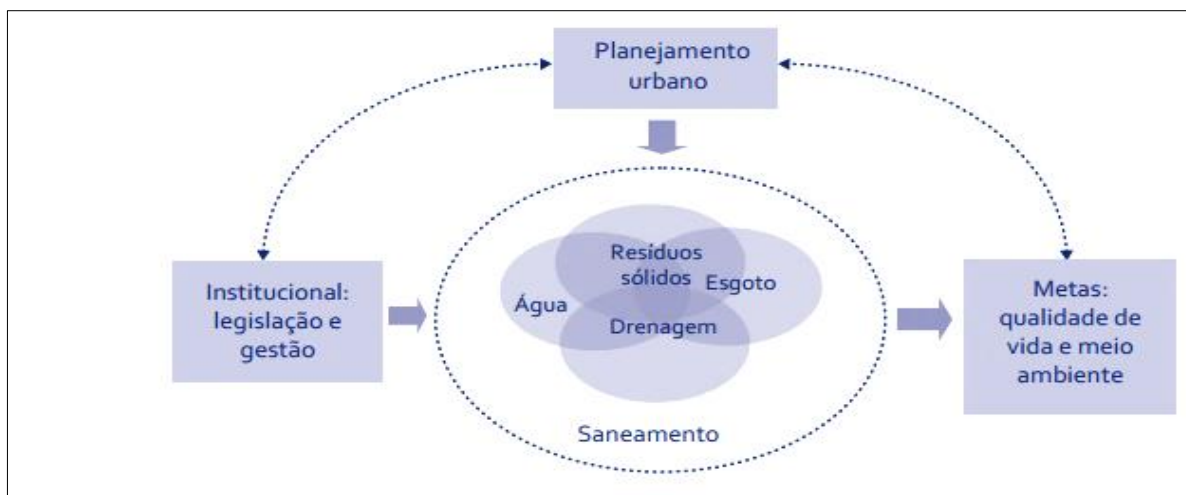 Planejamento
urbano
Institucional:
legislação e
gestão
Resíduos
sólidos
Água
Esgoto
Drenagem
Saneamento
Metas:
qualidade de
vida e meio
ambiente